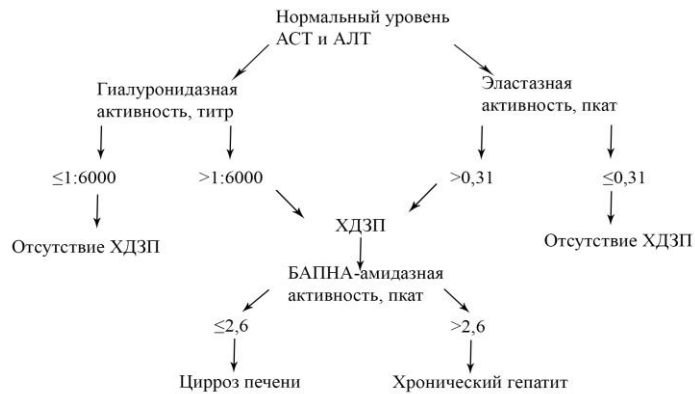 Нормальный уровень
АСТ и АЛТ
Гиалуронидазная
активность, титр
Эластазная
активность, пкат
≤1:6000
>1:6000
>0,31
≤0,31
ХДЗП
Отсутствие ХДЗП
Отсутствие ХДЗП
БАПНА-амидазная
активность, пкат
≤2,6
>2,6
Цирроз печени
Хронический гепатит